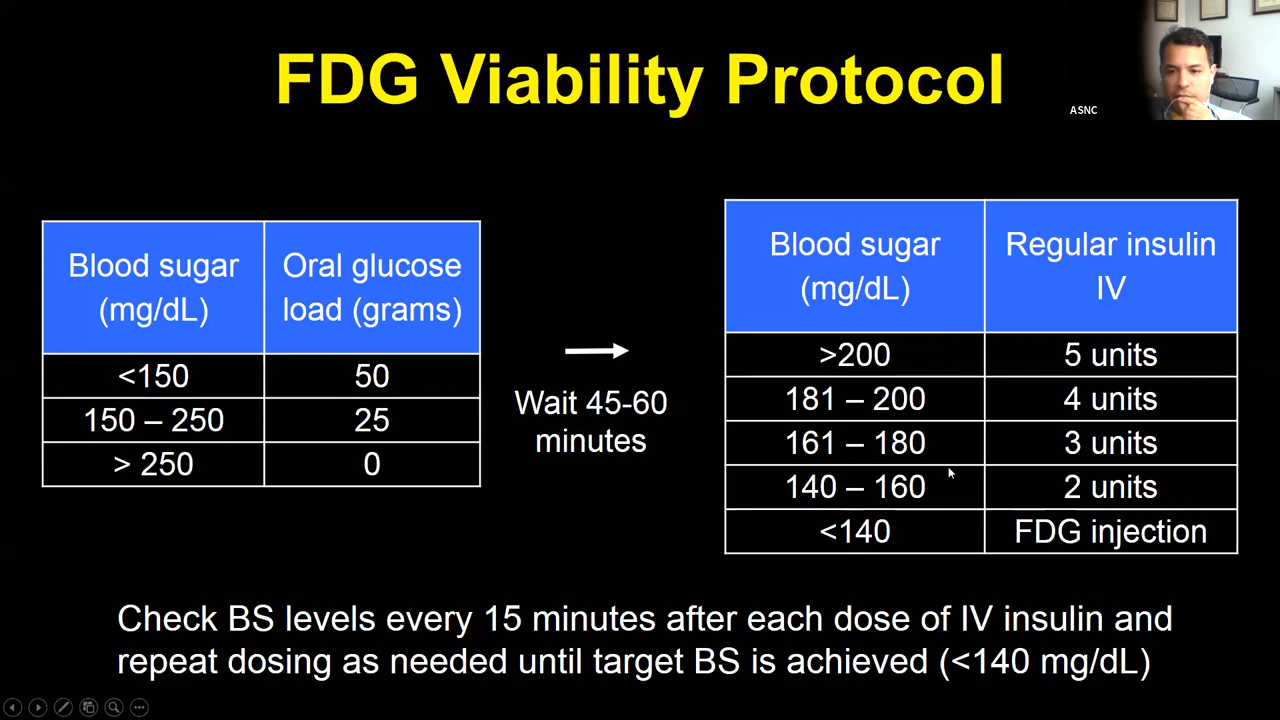 FDG Viability Protocol
ASNC
Blood sugar
(mg/dL)
Oral glucose
load (grams)
<150
50
150 – 250
25
> 250
0
Wait 45-60
minutes
Blood sugar
(mg/dL)
Regular insulin
IV
>200
5 units
181 – 200
4 units
161 – 180
3 units
140 – 160
2 units
<140
FDG injection
Check BS levels every 15 minutes after each dose of IV insulin and
repeat dosing as needed until target BS is achieved (<140 mg/dL)